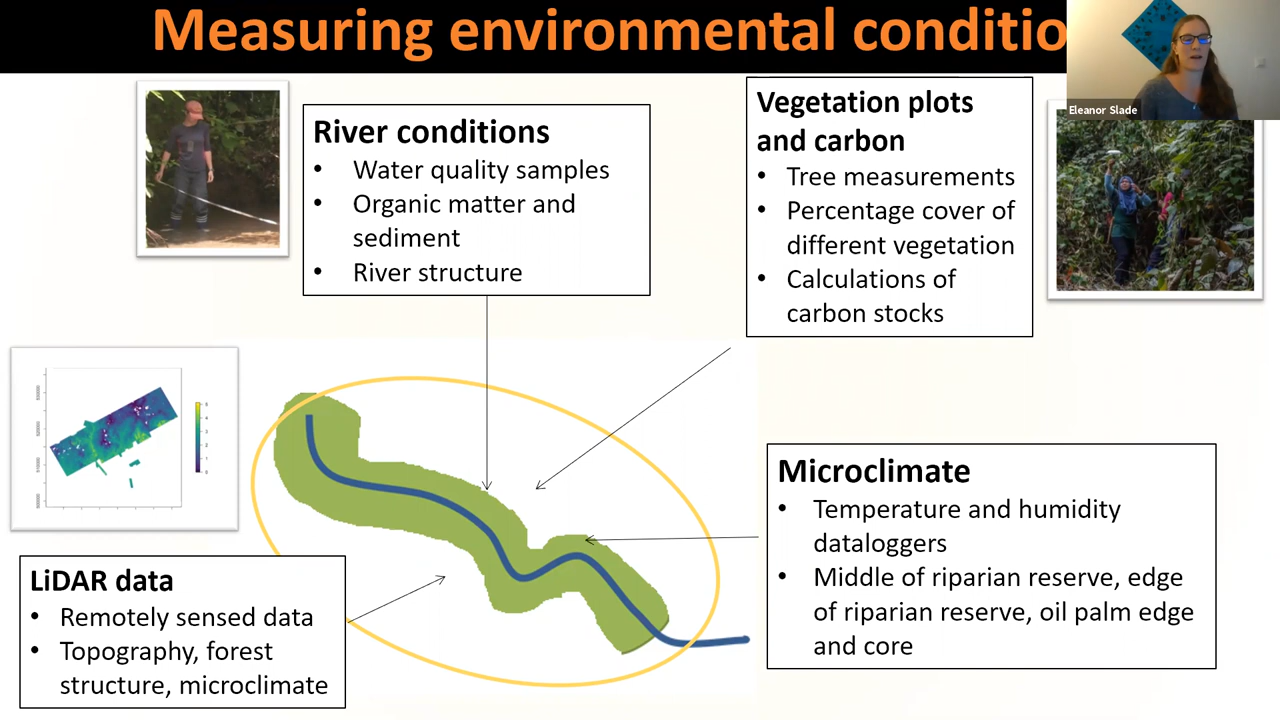 Measuring environmental conditio
Eleanor Slade
River conditions
• Water quality samples
• Organic matter and
sediment
• River structure
Vegetation plots
and carbon
• Tree measurements
• Percentage cover of
different vegetation
• Calculations of
carbon stocks
Microclimate
• Temperature and humidity
dataloggers
• Middle of riparian reserve, edge
of riparian reserve, oil palm edge
and core
LiDAR data
• Remotely sensed data
• Topography, forest
structure, microclimate